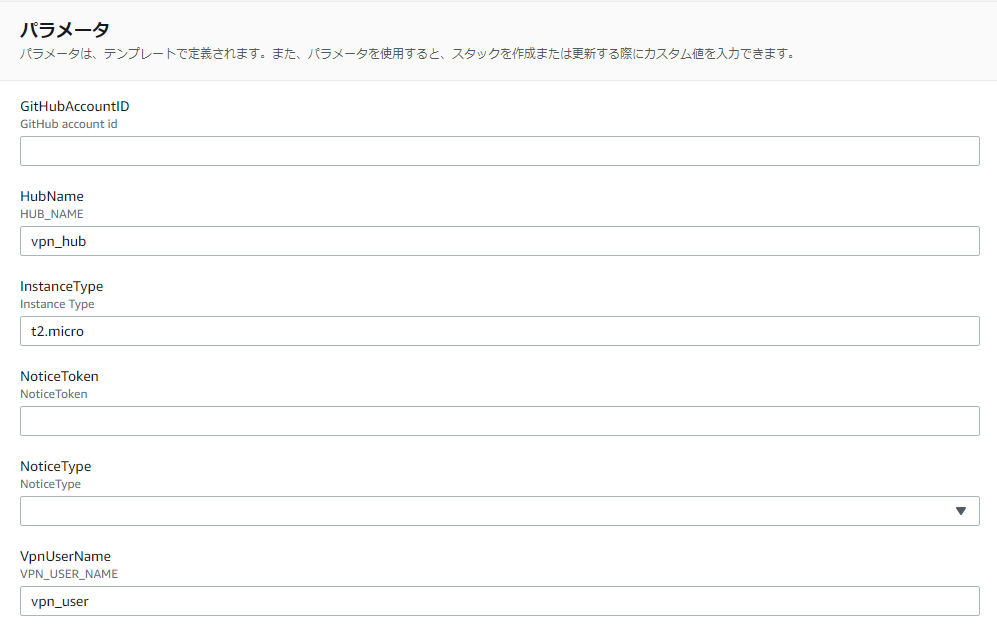 パラメータ
パラメータは、テンプレートで定義されます。また、パラメータを使用すると、スタックを作成または更新する際にカスタム値を入力できます。
GitHubAccountID
GitHub account id
HubName
HUB_NAME
vpn_hub
InstanceType
Instance Type
t2.micro
NoticeToken
NoticeToken
NoticeType
NoticeType
VpnUserName
VPN_USER_NAME
vpn_user